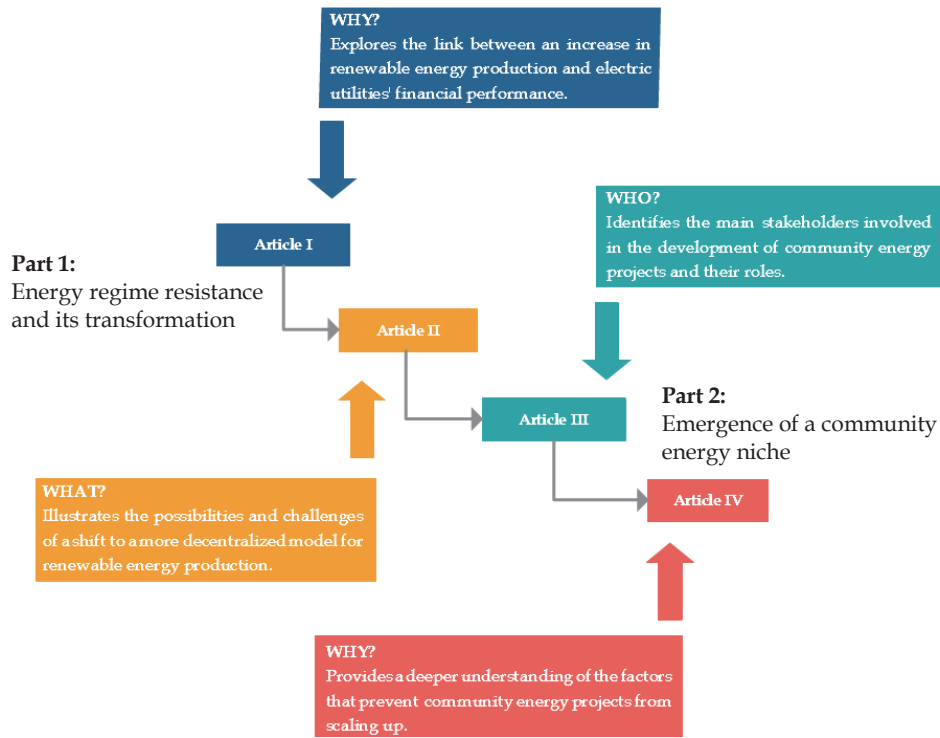 WHY?
Explores the link between an increase in
renewable energy production and electric
utilities' financial performance.
WHO?
Identifies the main stakeholders involved
in the development of community energy
projects and their roles.
Article I
Part 1:
Energy regime resistance
and its transformation
Article II
Part 2:
Emergence of a community
energy niche
Article III
Article IV
WHAT?
Illustrates the possibilities and challenges
of a shift to a more decentralized model for
renewable energy production.
WHY?
Provides a deeper understanding of the factors
that prevent community energy projects from
scaling up.